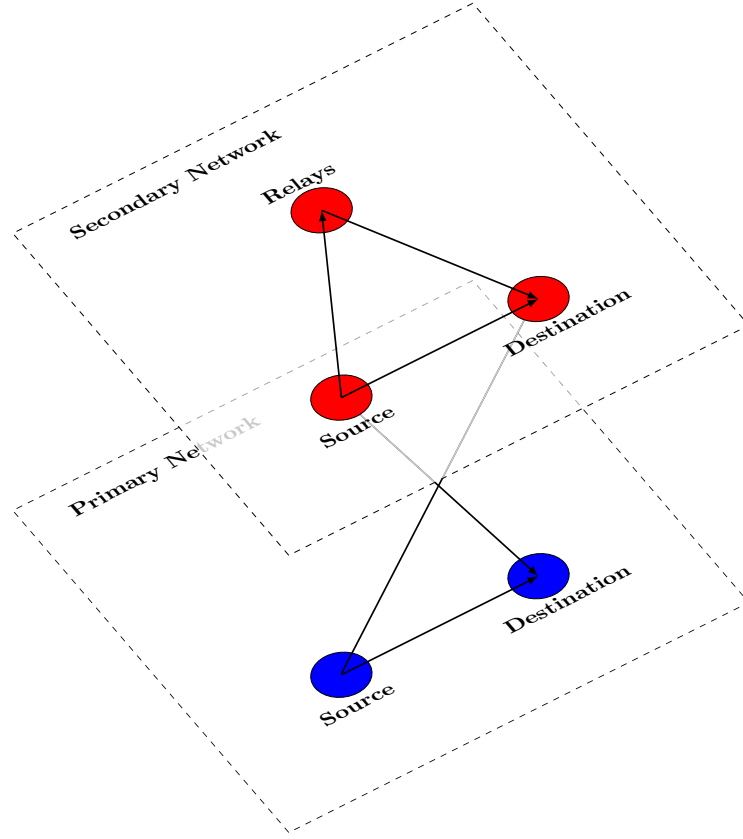 Secondary Network
Relays
Destination
Source
Primary Network
Destination
Source